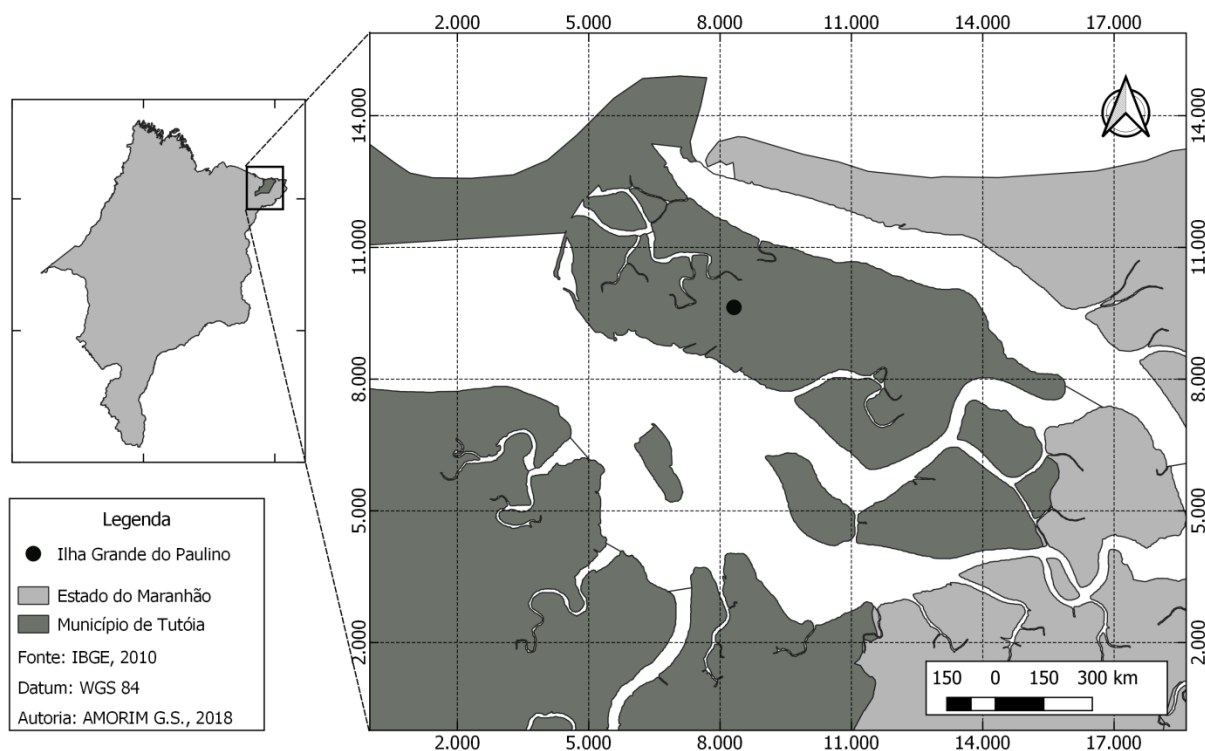 2.000 5.000 8.000 11.000 14.000 17.000
14.000 14.000
11.000 11.000
8.000 8.000
5.000 5.000
2.000 2.000
Legenda
Ilha Grande do Paulino
Estado do Maranhão
Município de Tutóia
Fonte: IBGE, 2010
Datum: WGS 84
Autoria: AMORIM G.S., 2018
150 0 150 300 km
2.000 5.000 8.000 11.000 14.000 17.000